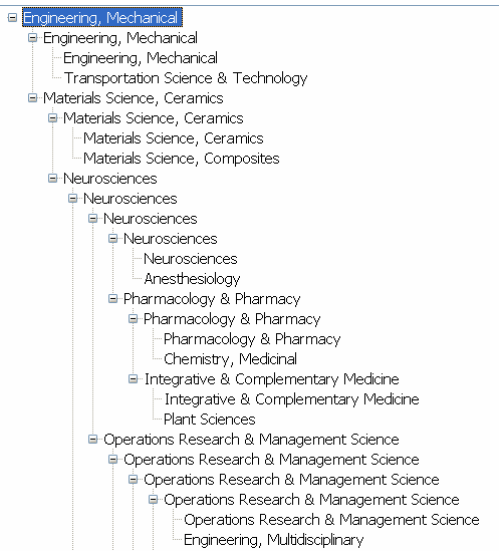 Engineering, Mechanical
Engineering, Mechanical
Engineering, Mechanical
Transportation Science & Technology
Materials Science, Ceramics
Materials Science, Ceramics
Materials Science, Ceramics
Materials Science, Composites
Neurosciences
Neurosciences
Neurosciences
Neurosciences
Neurosciences
Anesthesiology
Pharmacology & Pharmacy
Pharmacology & Pharmacy
Pharmacology & Pharmacy
Chemistry, Medicinal
Integrative & Complementary Medicine
Integrative & Complementary Medicine
Plant Sciences
Operations Research & Management Science
Operations Research & Management Science
Operations Research & Management Science
Operations Research & Management Science
Operations Research & Management Science
Engineering, Multidisciplinary